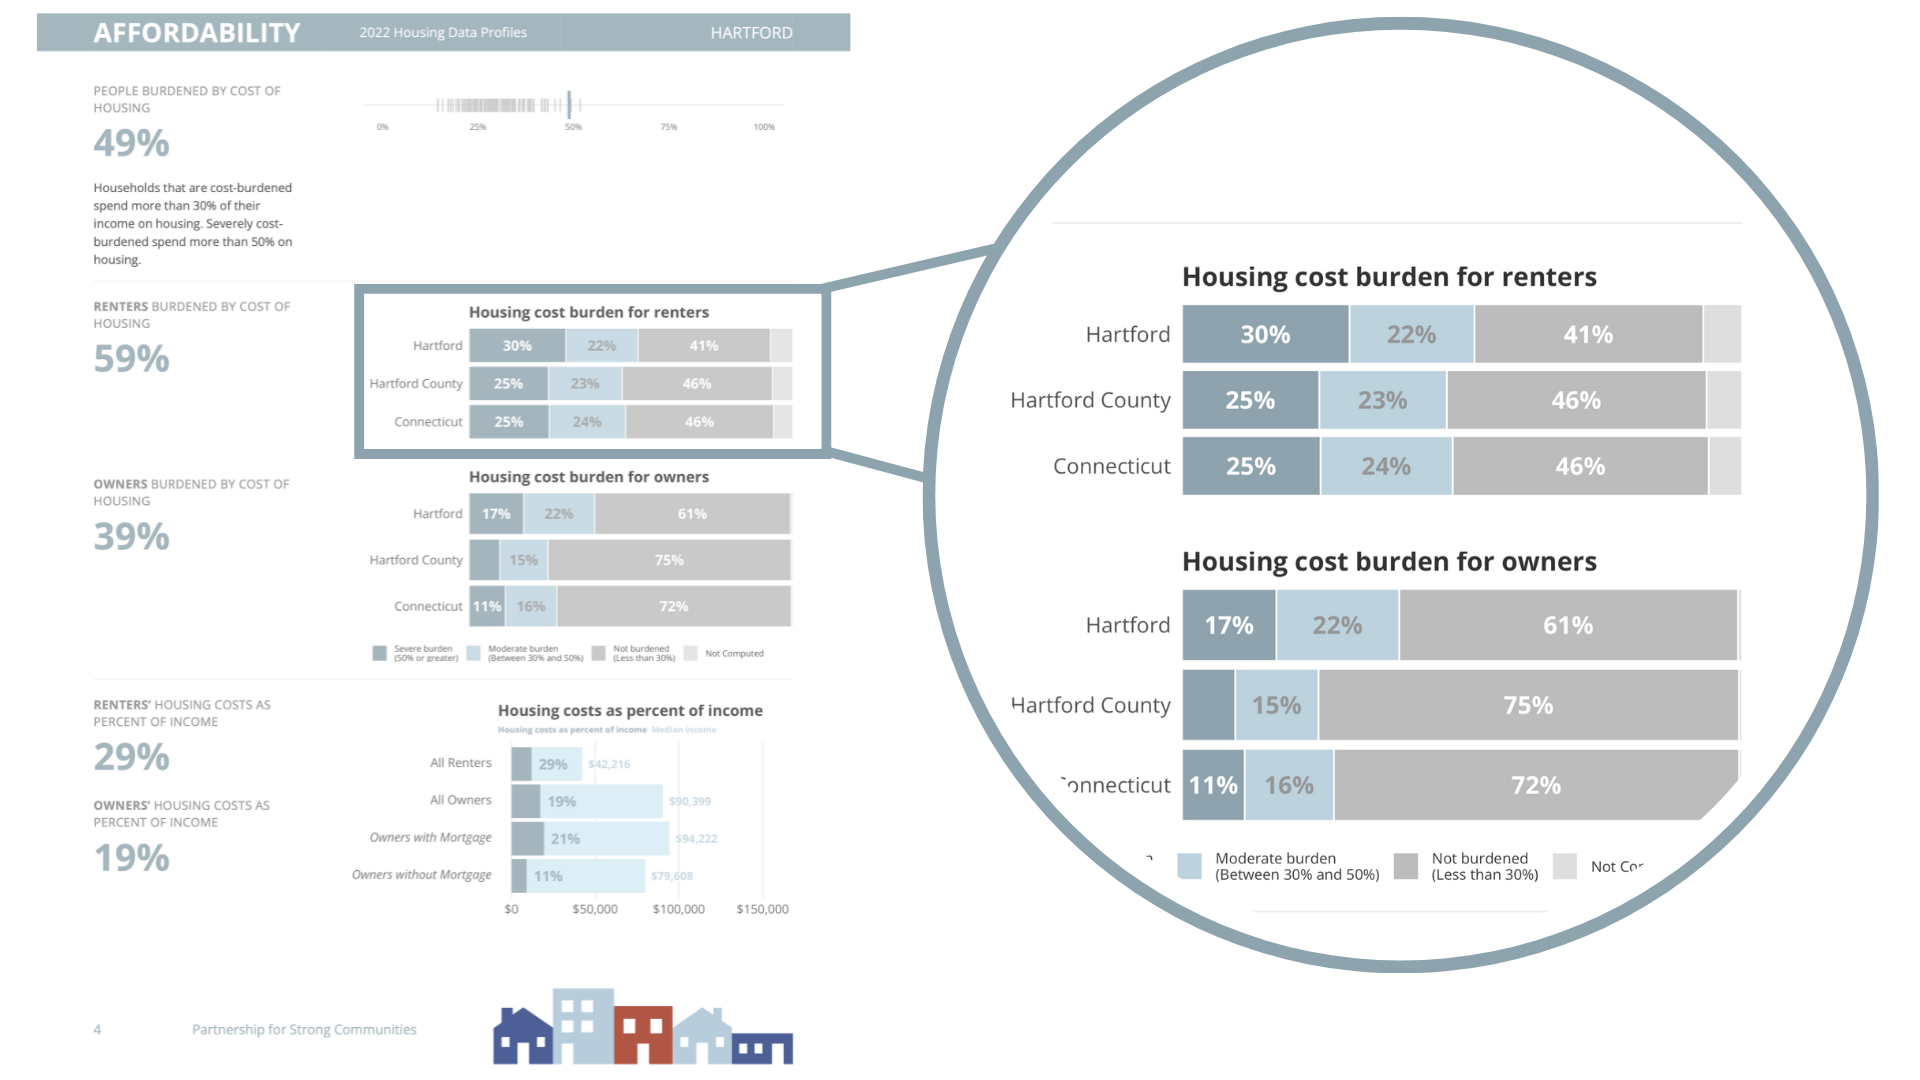 AFFORDABILITY
2022 Housing Data Profiles
HARTFORD
PEOPLE BURDENED BY COST OF
HOUSING
49%
0% 25% 50% 75% 100%
Households that are cost-burdened
spend more than 30% of their
income on housing. Severely cost-
burdened spend more than 50% on
housing.
RENTERS BURDENED BY COST OF
HOUSING
59%
Housing cost burden for renters
Hartford 30% 22% 41%
Hartford County 25% 23% 46%
Connecticut 25% 24% 46%
OWNERS BURDENED BY COST OF
HOUSING
39%
Housing cost burden for owners
Hartford 17% 22% 61%
Hartford County 15% 75%
Connecticut 11% 16% 72%
Severe burden
(50% or greater)
Moderate burden
(Between 30% and 50%)
Not burdened
(Less than 30%)
Not Computed
RENTERS' HOUSING COSTS AS
PERCENT OF INCOME
29%
OWNERS' HOUSING COSTS AS
PERCENT OF INCOME
19%
Housing costs as percent of income
Housing costs as percent of income Median income
All Renters 29% $42,216
All Owners 19% $90,399
Owners with Mortgage 21% $94,222
Owners without Mortgage 11% $79,608
$0 $50,000 $100,000 $150,000
4
Partnership for Strong Communities
Housing cost burden for renters
Hartford 30% 22% 41%
Hartford County 25% 23% 46%
Connecticut 25% 24% 46%
Housing cost burden for owners
Hartford 17% 22% 61%
Hartford County 15% 75%
onnecticut 11% 16% 72%
Moderate burden
(Between 30% and 50%)
Not burdened
(Less than 30%)
Not Co